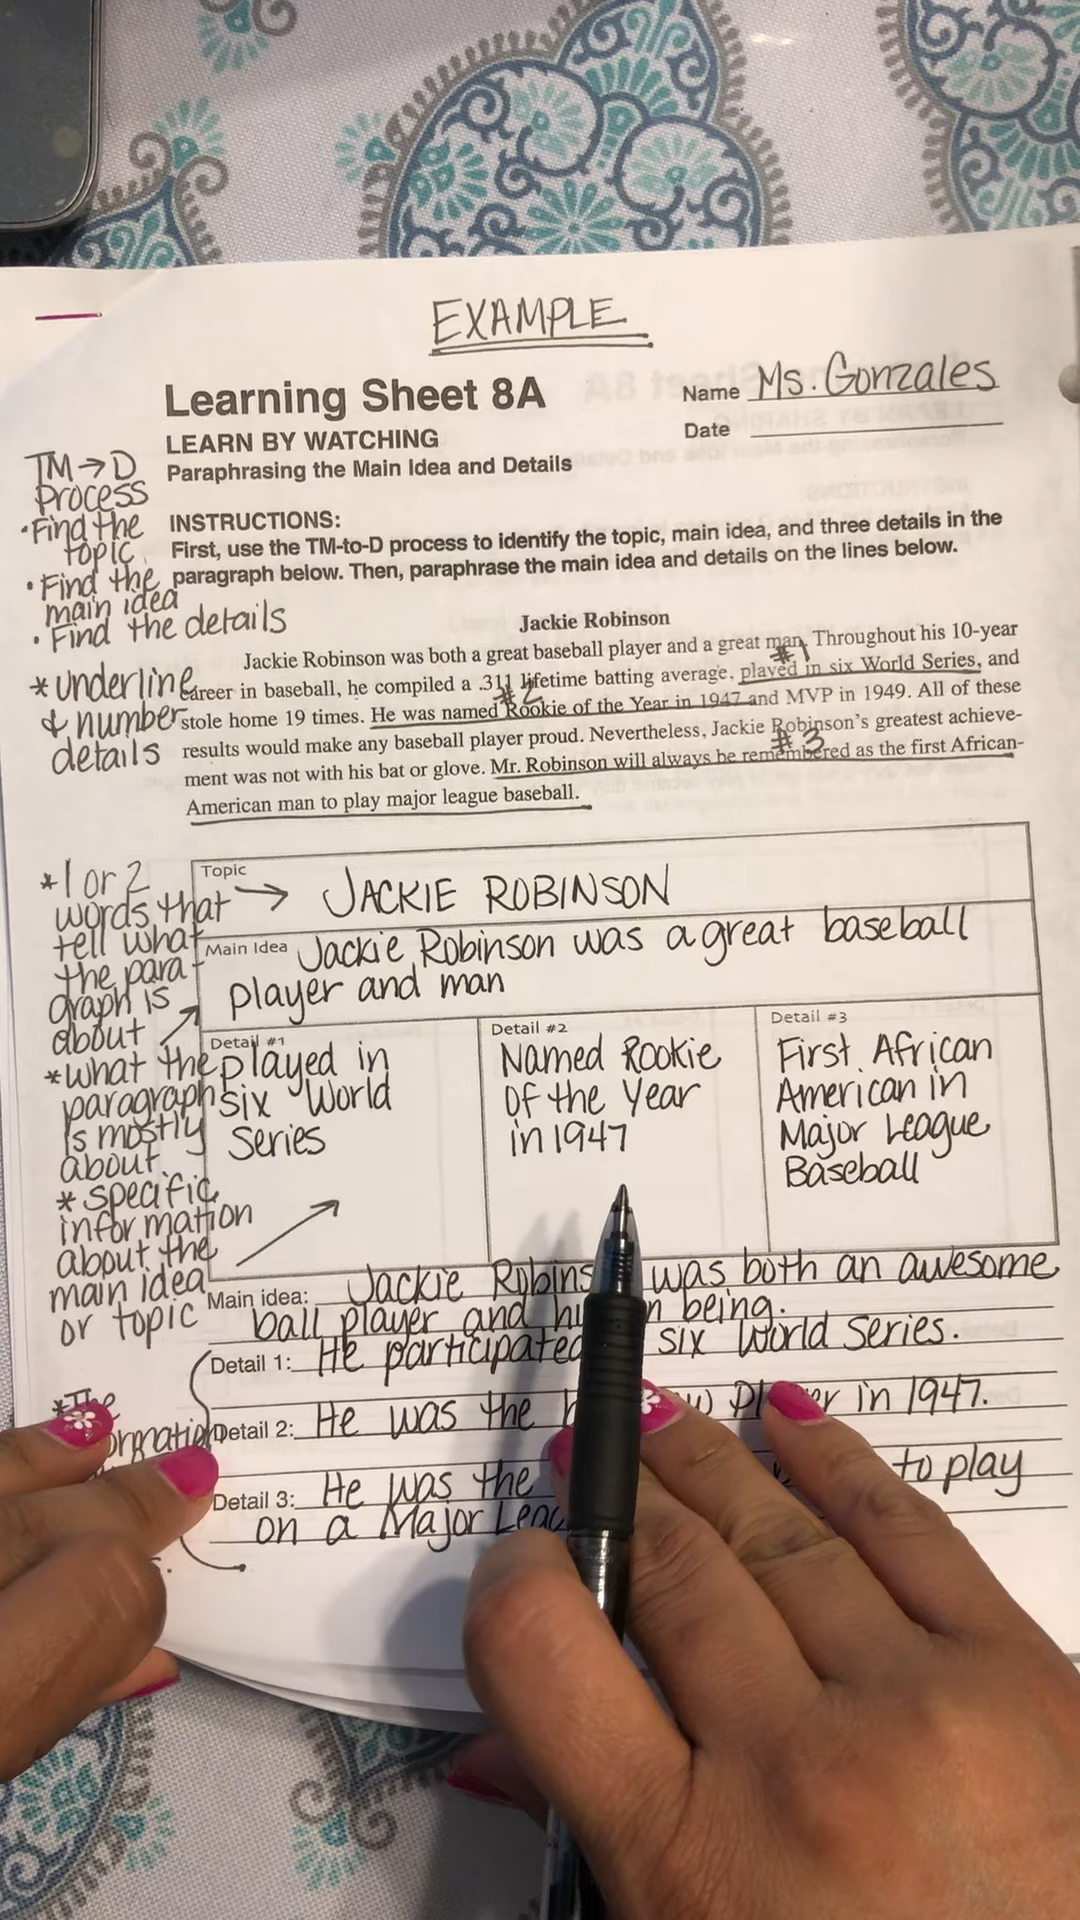 EXAMPLE
Learning Sheet 8A
Name Ms. Gonzales
LEARN BY WATCHING
Date
Paraphrasing the Main Idea and Details
TM→D
Process
• Find the
topic
• Find the
main idea
• Find the details
INSTRUCTIONS:
First, use the TM-to-D process to identify the topic, main idea, and three details in the
paragraph below. Then, paraphrase the main idea and details on the lines below.
* Underline
& number
details
Jackie Robinson
Jackie Robinson was both a great baseball player and a great man. Throughout his 10-year
#1
career in baseball, he compiled a .311 lifetime batting average, played in six World Series, and
#2
stole home 19 times. He was named Rookie of the Year in 1947 and MVP in 1949. All of these
results would make any baseball player proud. Nevertheless, Jackie Robinson's greatest achieve-
#3
ment was not with his bat or glove. Mr. Robinson will always be remembered as the first African-
American man to play major league baseball.
*1 or 2
words that
tell what
the para-
graph is
about
*what the
paragraph
is mostly
about.
* specific
information
about the
main idea
or topic
Topic → JACKIE ROBINSON
Main Idea Jackie Robinson was a great baseball
player and man
Detail #1
played in
six World
Series
Detail #2
Named Rookie
of the Year
in 1947
Detail #3
First African
American in
Major League
Baseball
Main idea: Jackie Robins was both an awesome
ball player and being.
Detail 1: He participated six World Series.
*The
Detail 2: He was the in 1947.
Detail 3: He was the to play
on a Major